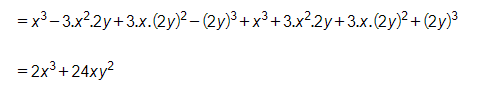 = x³ – 3.x².2y + 3.x.(2y)² – (2y)³ + x³ + 3.x².2y + 3.x.(2y)² + (2y)³
= 2x³ + 24xy²